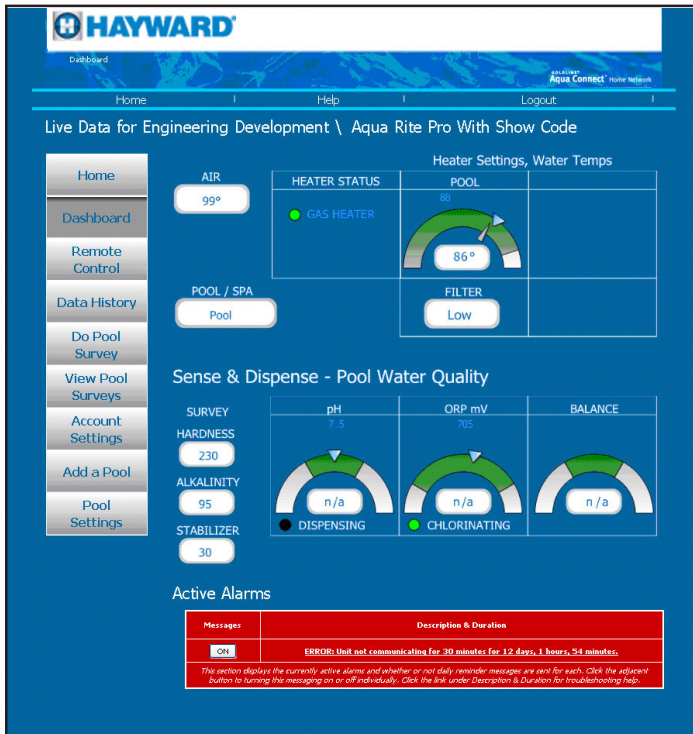 HAYWARD
Dashboard
GOLDLINE
Aqua Connect Home Network
Home | Help | Logout |
Live Data for Engineering Development \ Aqua Rite Pro With Show Code
Home
Dashboard
Remote
Control
Data History
Do Pool
Survey
View Pool
Surveys
Account
Settings
Add a Pool
Pool
Settings
Heater Settings, Water Temps
AIR
99°
HEATER STATUS
POOL
88
GAS HEATER
86°
POOL / SPA
Pool
FILTER
Low
Sense & Dispense - Pool Water Quality
SURVEY
HARDNESS
230
ALKALINITY
95
STABILIZER
30
pH
7.5
n/a
DISPENSING
ORP mV
705
n/a
CHLORINATING
BALANCE
n/a
Active Alarms
Messages
Description & Duration
ON
ERROR: Unit not communicating for 30 minutes for 12 days, 1 hours, 54 minutes.
This section displays the currently active alarms and whether or not daily reminder messages are sent for each. Click the adjacent
button to turning this messaging on or off individually. Click the link under Description & Duration for troubleshooting help.